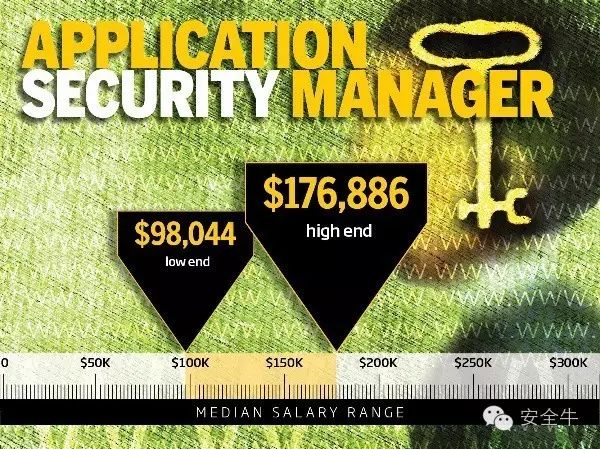 APPLICATION
SECURITY MANAGER
$176,886
high end
$98,044
low end
0 $50K $100K $150K $200K $250K $300K
MEDIAN SALARY RANGE
安全牛